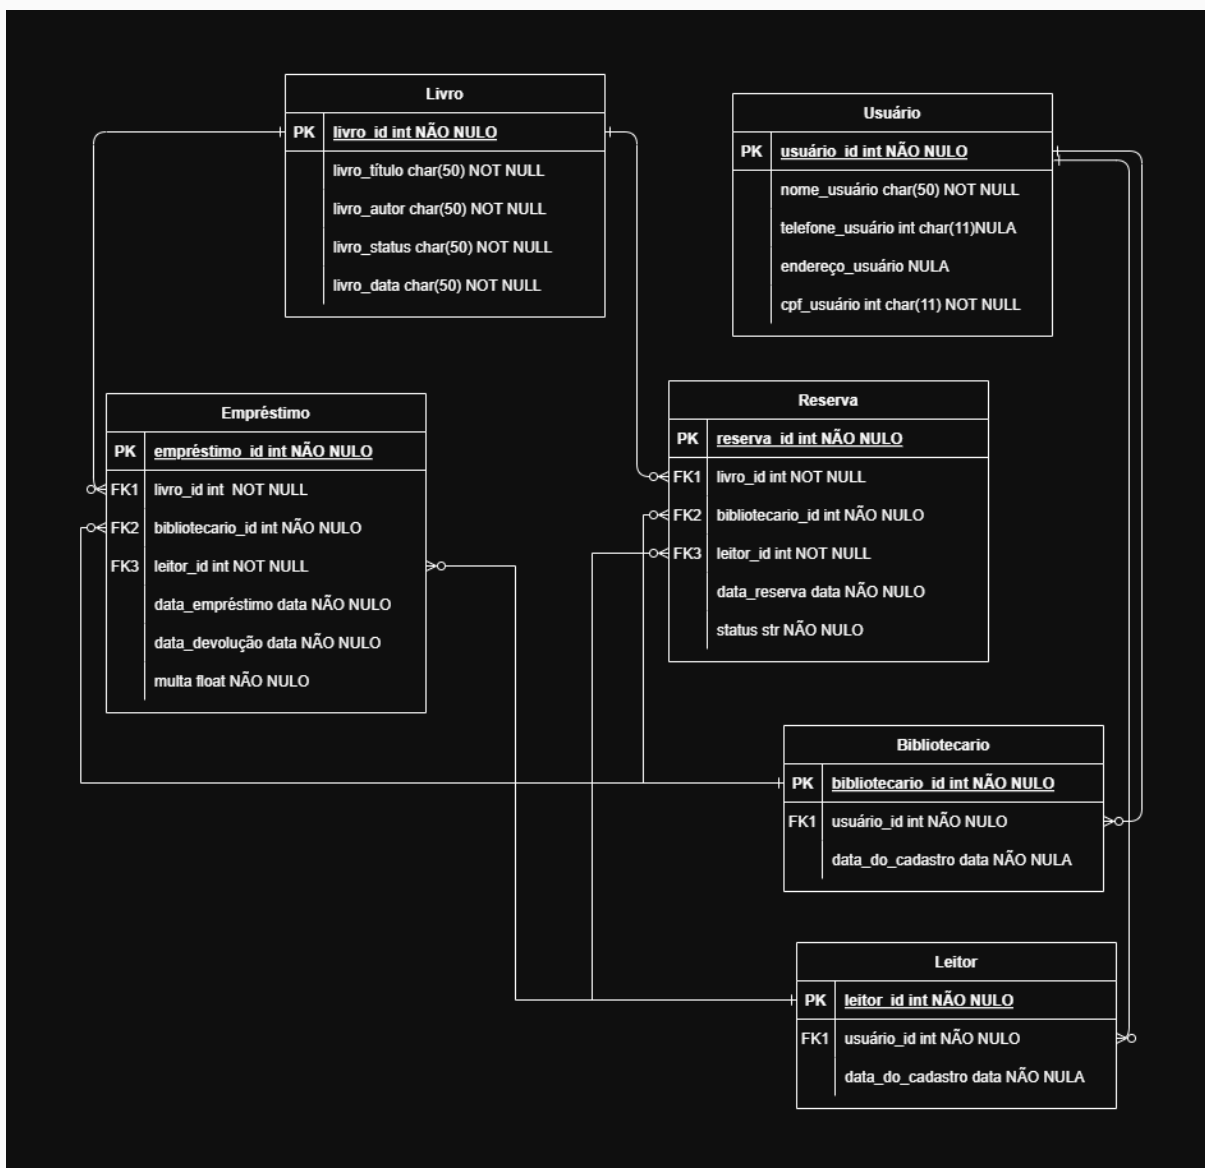 Livro
PK livro_id int NÃO NULO
livro_título char(50) NOT NULL
livro_autor char(50) NOT NULL
livro_status char(50) NOT NULL
livro_data char(50) NOT NULL
Usuário
PK usuário_id int NÃO NULO
nome_usuário char(50) NOT NULL
telefone_usuário int char(11)NULA
endereço_usuário NULA
cpf_usuário int char(11) NOT NULL
Empréstimo
PK empréstimo_id int NÃO NULO
FK1 livro_id int NOT NULL
FK2 bibliotecario_id int NÃO NULO
FK3 leitor_id int NOT NULL
data_empréstimo data NÃO NULO
data_devolução data NÃO NULO
multa float NÃO NULO
Reserva
PK reserva_id int NÃO NULO
FK1 livro_id int NOT NULL
FK2 bibliotecario_id int NÃO NULO
FK3 leitor_id int NOT NULL
data_reserva data NÃO NULO
status str NÃO NULO
Bibliotecario
PK bibliotecario_id int NÃO NULO
FK1 usuário_id int NÃO NULO
data_do_cadastro data NÃO NULA
Leitor
PK leitor_id int NÃO NULO
FK1 usuário_id int NÃO NULO
data_do_cadastro data NÃO NULA